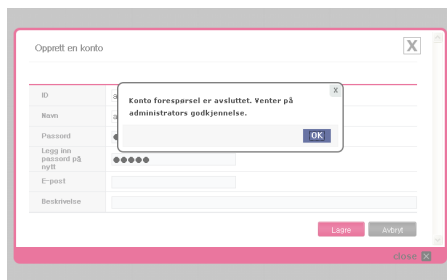 Opprett en konto
X
ID
Navn
Passord
Legg inn
passord på
nytt
E-post
Beskrivelse
X
Konto forespørsel er avsluttet. Venter på
administrators godkjennelse.
OK
Lagre
Avbryt
close X